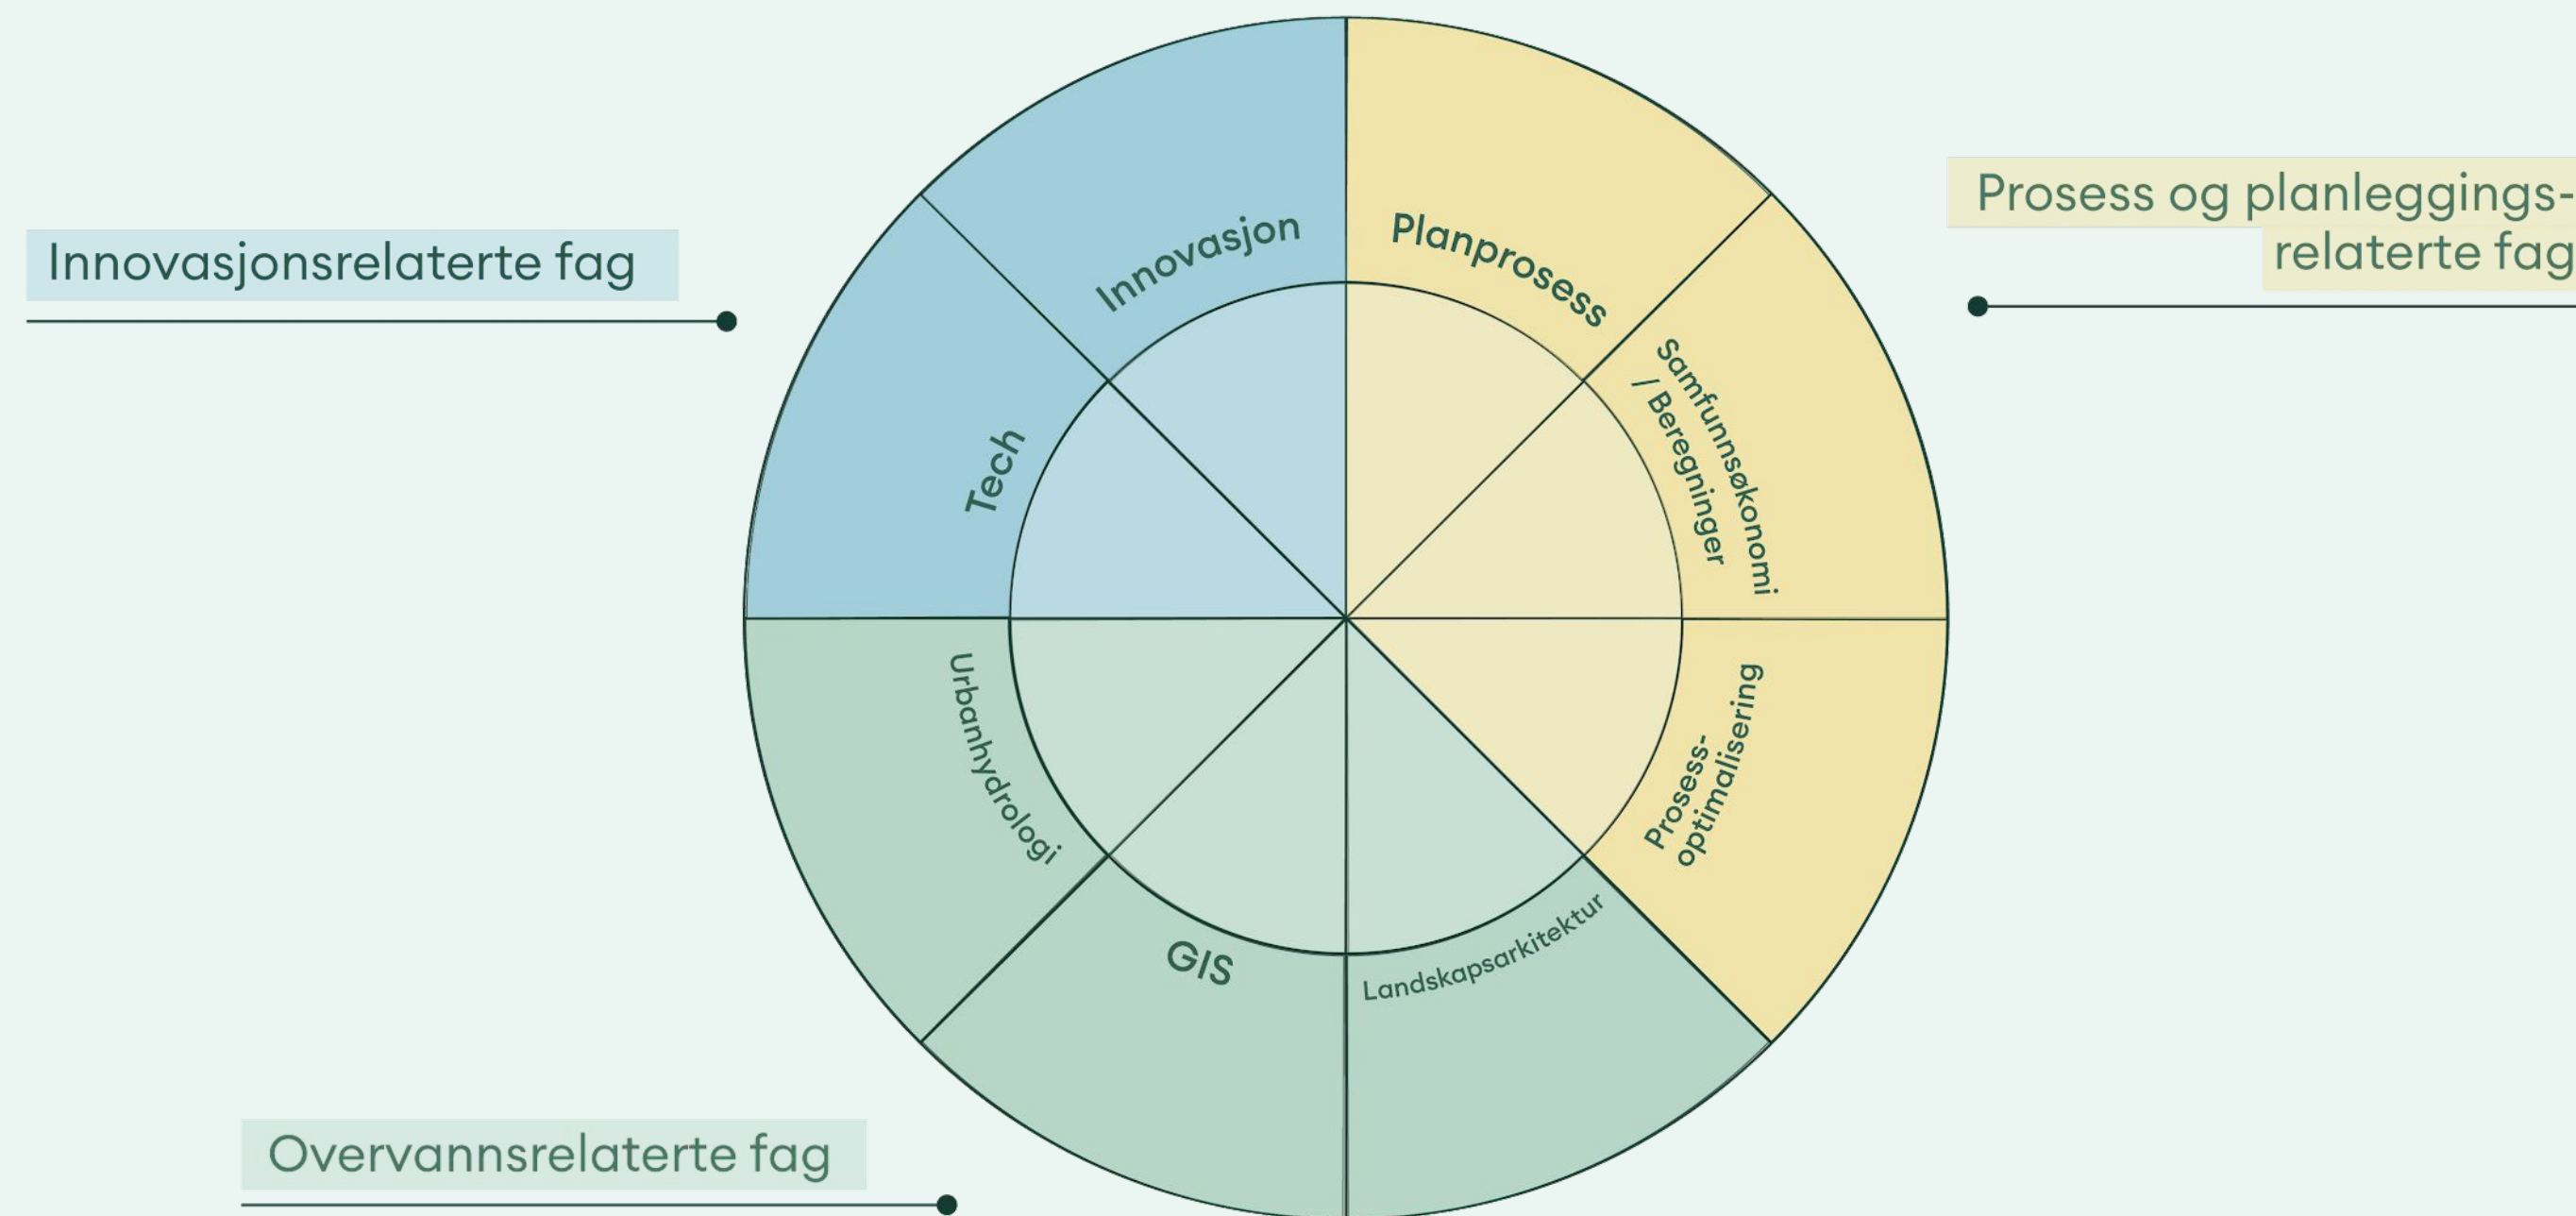 Innovasjonsrelaterte fag
Prosess og planleggings-
relaterte fag
Innovasjon
Planprosess
Samfunnsøkonomi
/ Beregninger
Tech
Urbanhydrologi
Prosess-
optimalisering
GIS
Landskapsarkitektur
Overvannsrelaterte fag